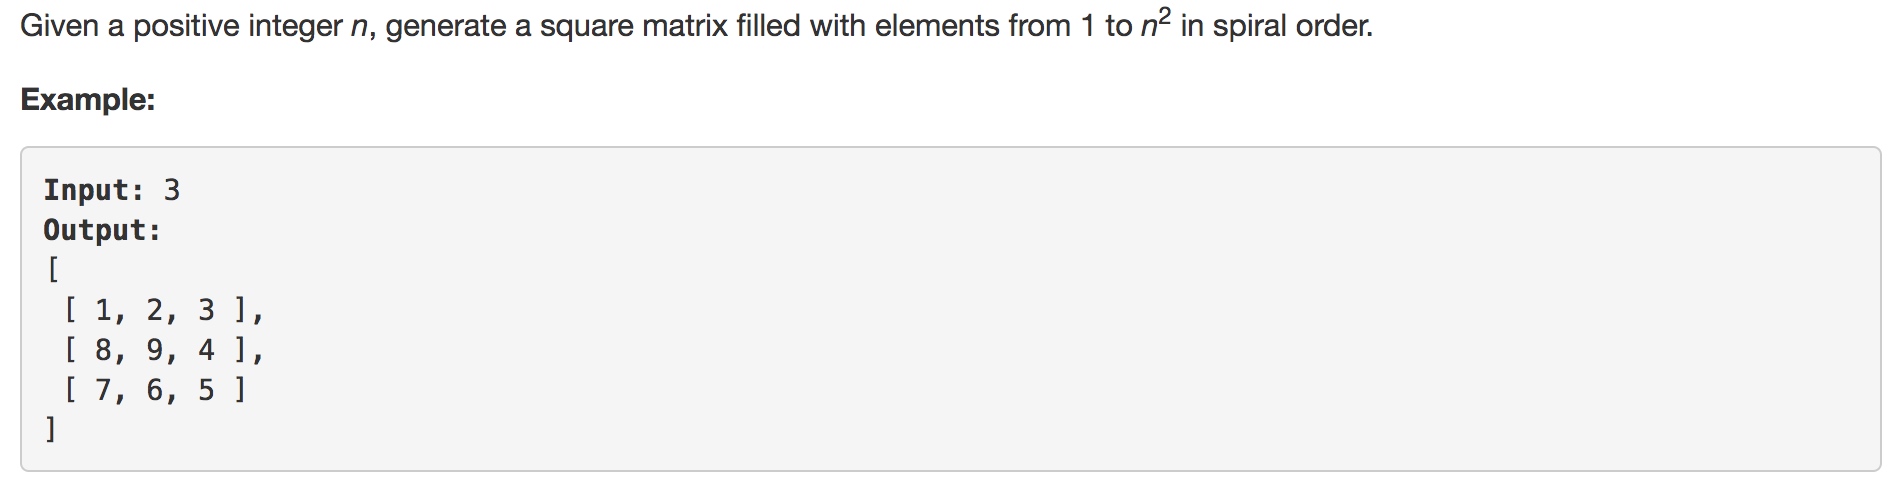 Given a positive integer n, generate a square matrix filled with elements from 1 to n² in spiral order.
Example:
Input: 3
Output:
[
 [ 1, 2, 3 ],
 [ 8, 9, 4 ],
 [ 7, 6, 5 ]
]